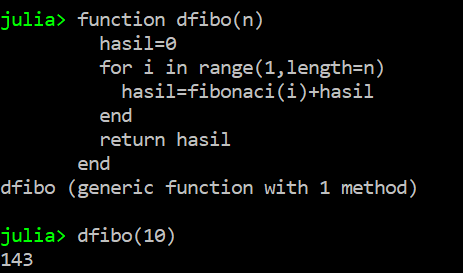 julia> function dfibo(n)
         hasil=0
         for i in range(1,length=n)
           hasil=fibonaci(i)+hasil
         end
         return hasil
       end
dfibo (generic function with 1 method)

julia> dfibo(10)
143